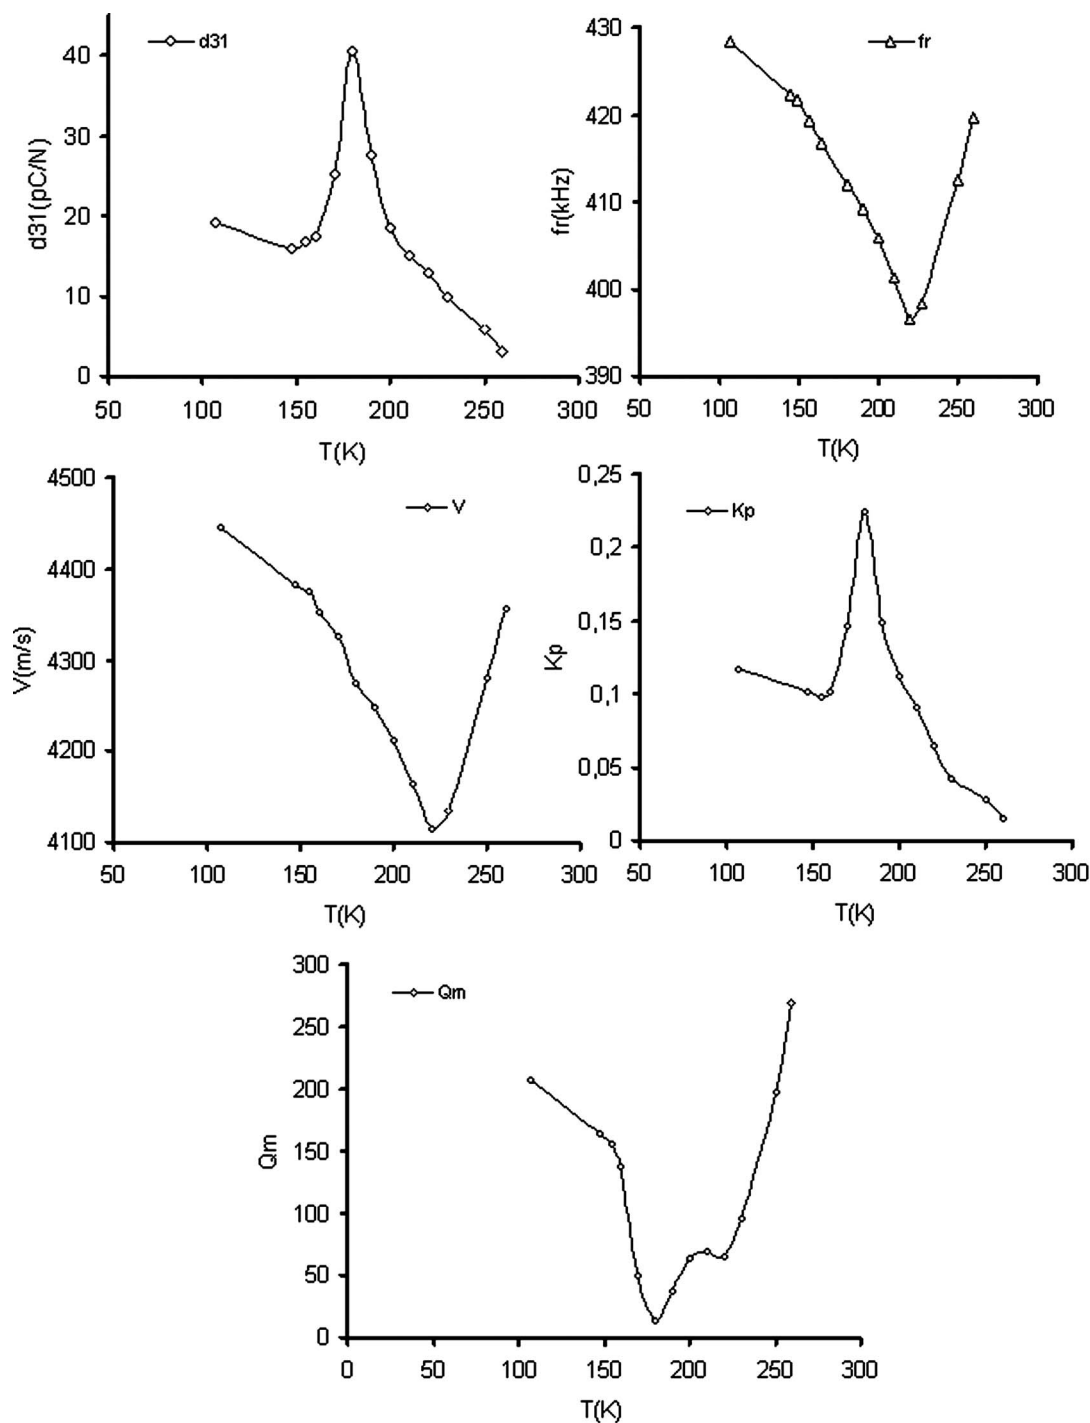 d31
40
30
20
10
0
d31(pC/N)
50 100 150 200 250 300
T(K)
fr
430
420
410
400
390
fr(kHz)
50 100 150 200 250 300
T(K)
V
4500
4400
4300
4200
4100
V(m/s)
50 100 150 200 250 300
T(K)
Kp
0,25
0,2
0,15
0,1
0,05
0
Kp
50 100 150 200 250 300
T(K)
Qm
300
250
200
150
100
50
0
Qm
0 50 100 150 200 250 300
T(K)